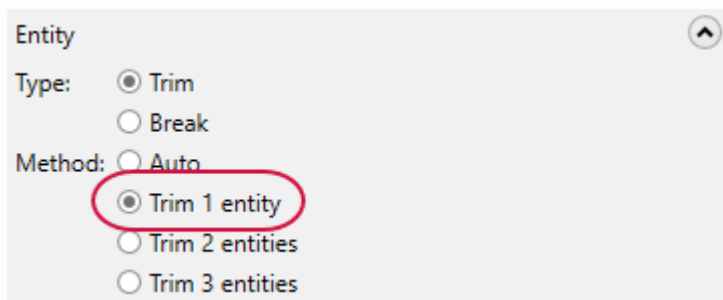 Entity
Type: Trim
Break
Method: Auto
Trim 1 entity
Trim 2 entities
Trim 3 entities